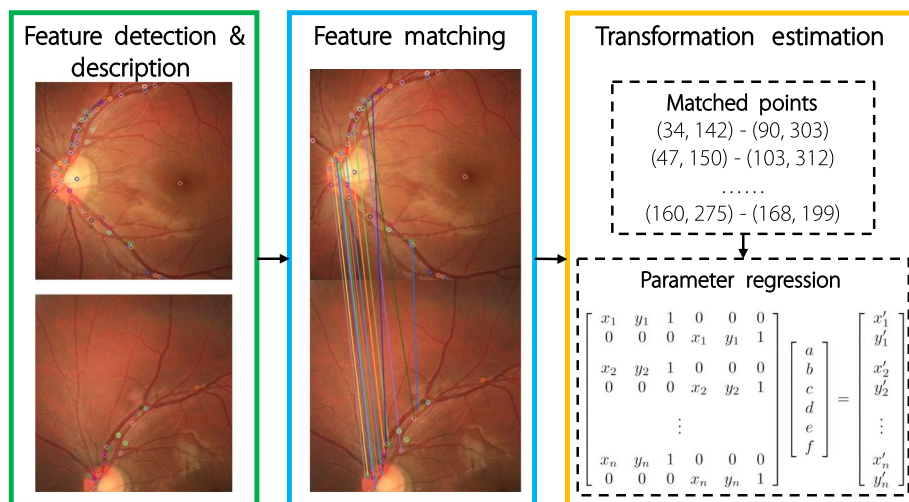 Feature detection &
description
Feature matching
Transformation estimation
Matched points
(34, 142) - (90, 303)
(47, 150) - (103, 312)
......
(160, 275) - (168, 199)
Parameter regression
x₁ y₁ 1 0 0 0
0 0 0 x₁ y₁ 1
x₂ y₂ 1 0 0 0
0 0 0 x₂ y₂ 1
⋮
xₙ yₙ 1 0 0 0
0 0 0 xₙ yₙ 1
a
b
c
d
e
f
=
x′₁
y′₁
x′₂
y′₂
⋮
x′ₙ
y′ₙ